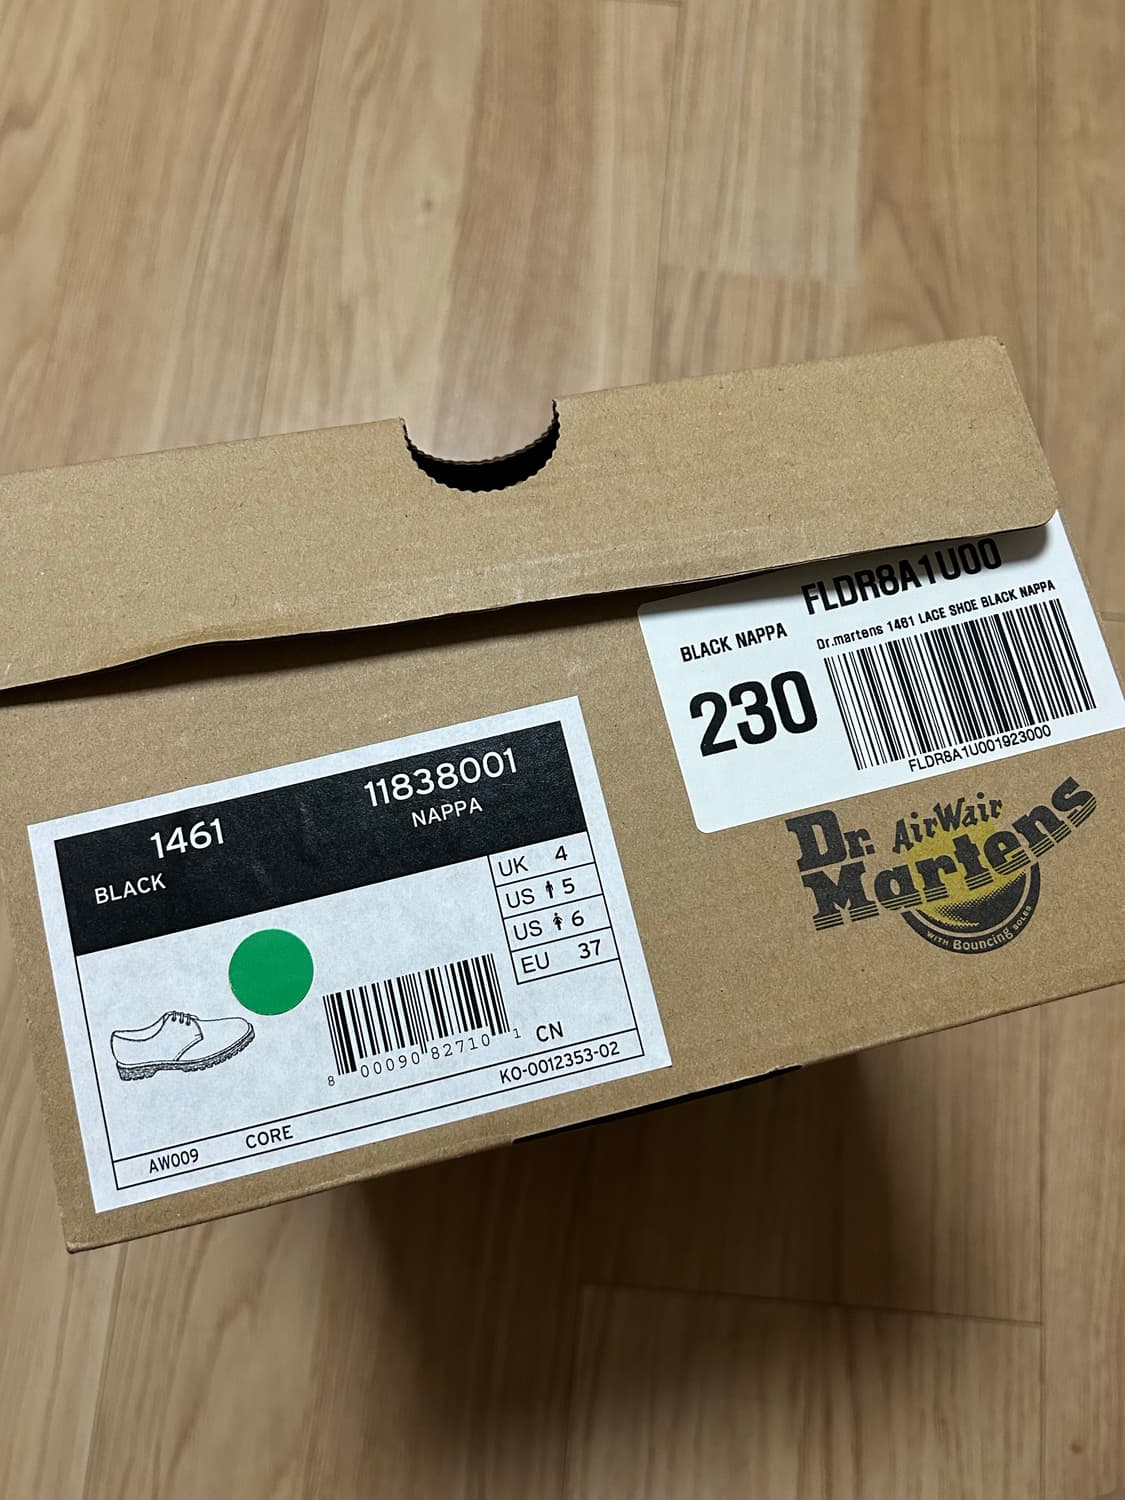 FLDR8A1U00
BLACK NAPPA
Dr.martens 1461 LACE SHOE BLACK NAPPA
230
FLDR8A1U001923000
Dr. AirWair
Martens
WITH Bouncing SOLES
1461
11838001
BLACK
NAPPA
UK 4
US 5
US 6
EU 37
8 00090 82710 1
CN
KO-0012353-02
AW009 CORE